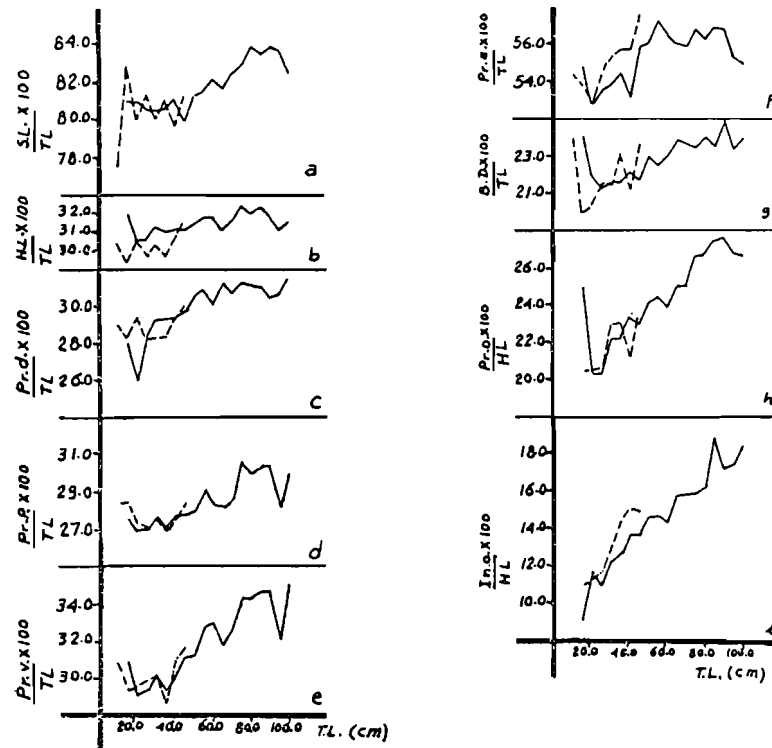 S.L. X 100
TL
84.0
82.0
80.0
78.0
a
H.L. X 100
TL
32.0
31.0
30.0
b
Pr.d. X 100
TL
30.0
28.0
26.0
c
Pr.P. X 100
TL
29.0
28.0
27.0
d
Pr.v. X 100
TL
34.0
32.0
30.0
e
20.0 40.0 60.0 80.0 100.0 T.L. (cm)
Pr.a. X 100
TL
56.0
54.0
B.D. X 100
TL
23.0
21.0
g
Pr.o. X 100
HL
26.0
24.0
22.0
20.0
h
In.o. X 100
HL
18.0
16.0
14.0
12.0
10.0
20.0 40.0 60.0 80.0 100.0
T.L. (cm)